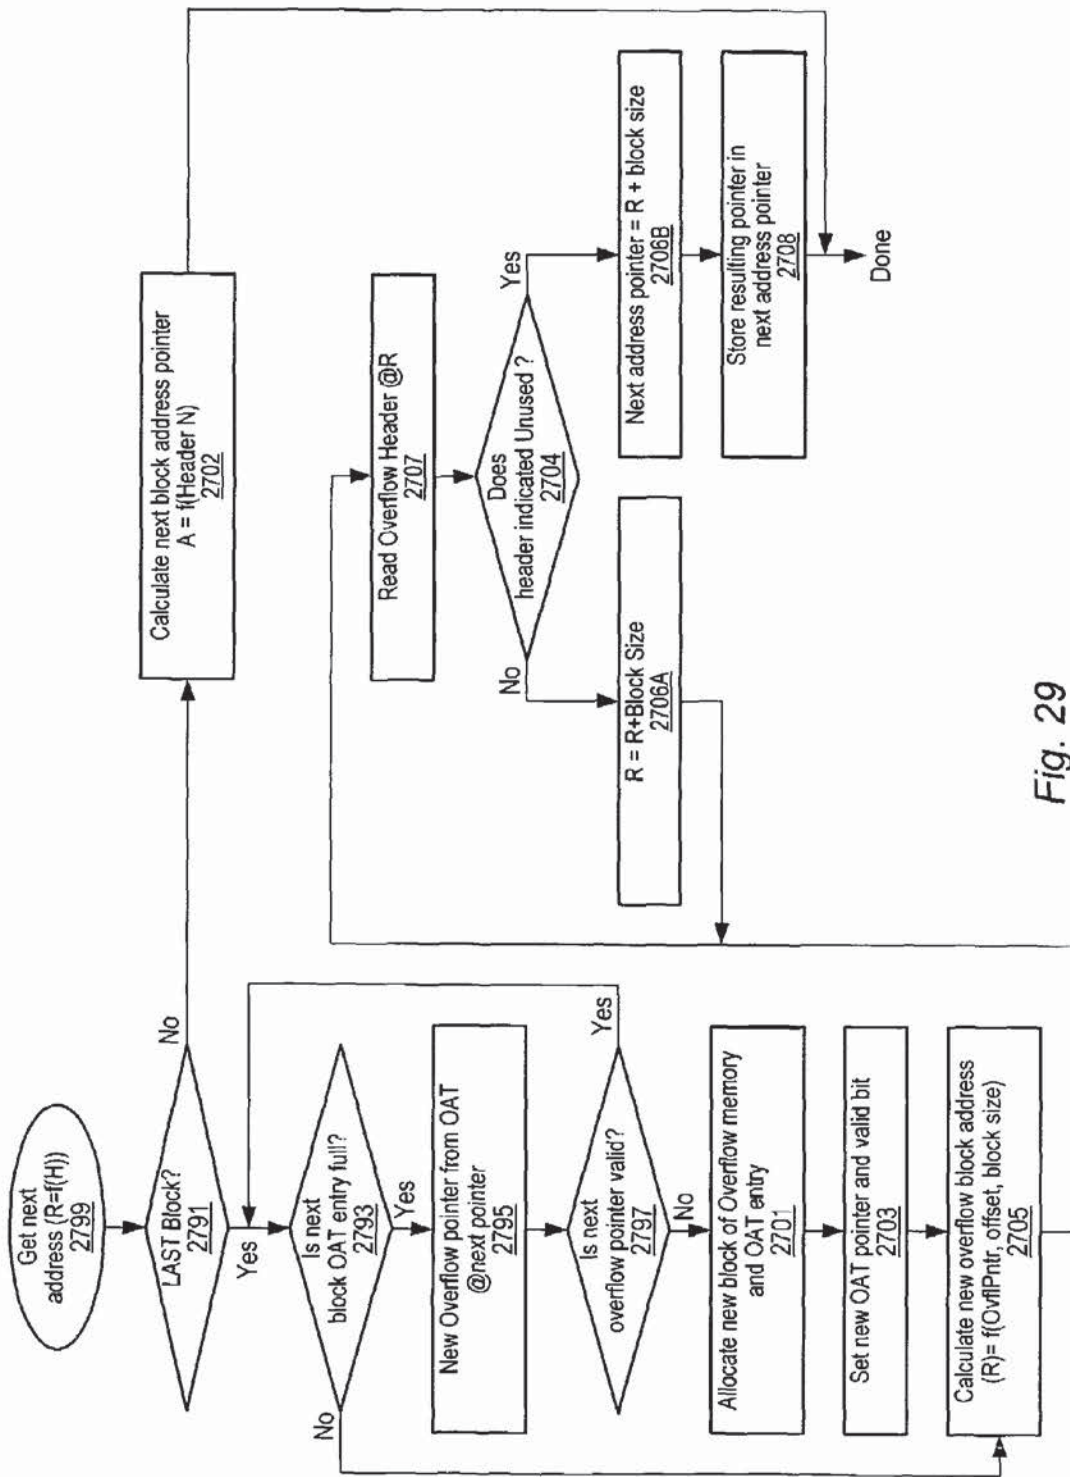 Get next
address (R=f(H))
2799
LAST Block?
2791
No
Yes
Is next
block OAT entry full?
2793
No
Yes
New Overflow pointer from OAT
@next pointer
2795
Is next
overflow pointer valid?
2797
Yes
No
Allocate new block of Overflow memory
and OAT entry
2701
Set new OAT pointer and valid bit
2703
Calculate new overflow block address
(R)= f(OvflPntr, offset, block size)
2705
Calculate next block address pointer
A = f(Header N)
2702
Read Overflow Header @R
2707
Does
header indicated Unused ?
2704
No
Yes
R = R+Block Size
2706A
Next address pointer = R + block size
2706B
Store resulting pointer in
next address pointer
2708
Done
Fig. 29